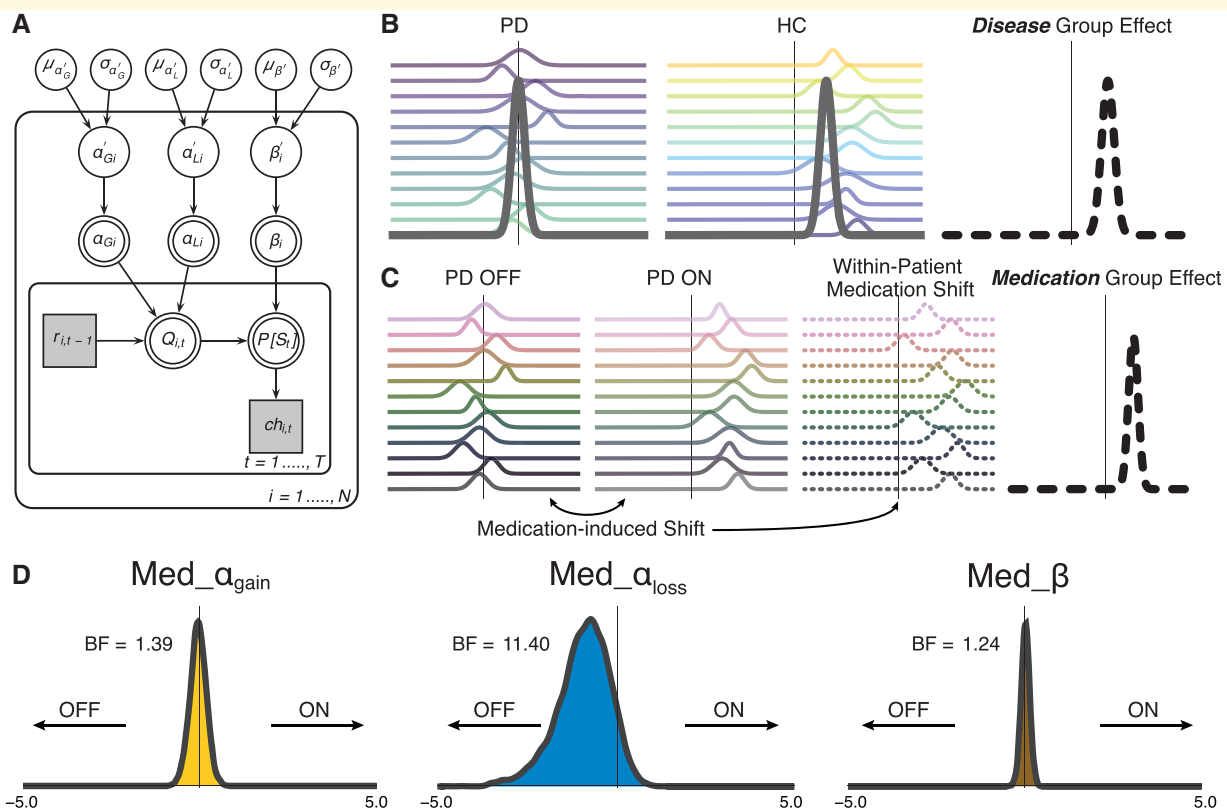 A
μα′G σα′G μα′L σα′L μβ′ σβ′
α′Gi α′Li β′i
αGi αLi βi
ri,t − 1 Qi,t P[St]
chi,t
t = 1 ....., T
i = 1 ....., N
B
PD HC Disease Group Effect
C
PD OFF PD ON Within-Patient
Medication Shift
Medication Group Effect
Medication-induced Shift
D
Med_αgain Med_αloss Med_β
BF = 1.39 BF = 11.40 BF = 1.24
OFF ON OFF ON OFF ON
−5.0 5.0 −5.0 5.0 −5.0 5.0